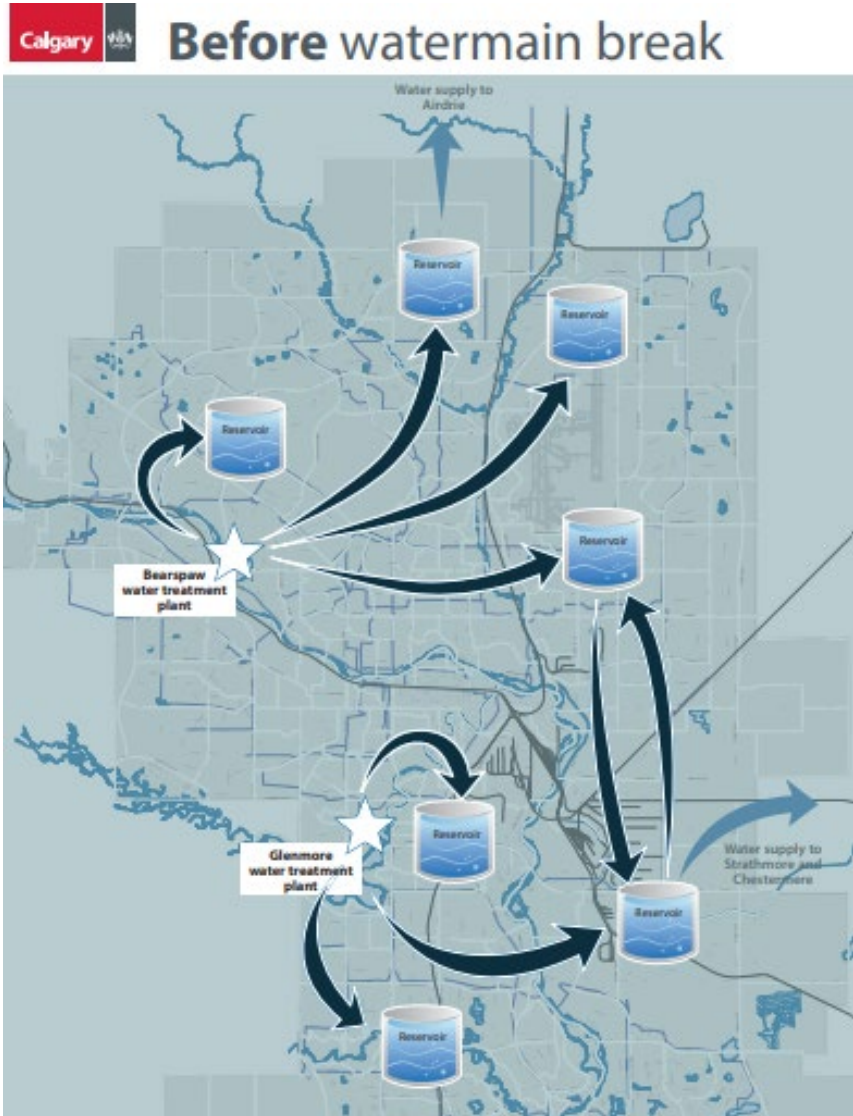 Calgary
Before watermain break
Water supply to
Airdrie
Reservoir
Reservoir
Reservoir
Reservoir
Bearspaw
water treatment
plant
Reservoir
Glenmore
water treatment
plant
Water supply to
Strathmore and
Chestermere
Reservoir
Reservoir